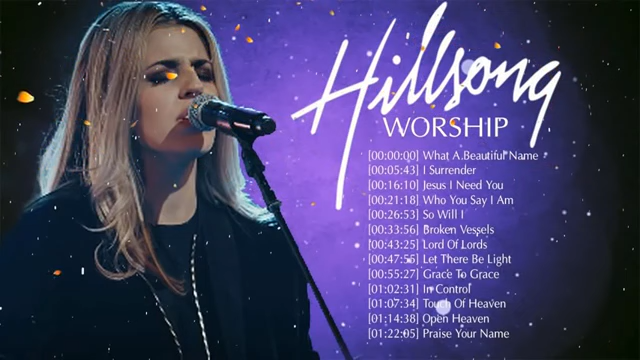 Hillsong
WORSHIP
[00:00:00] What A Beautiful Name
[00:05:43] I Surrender
[00:16:10] Jesus I Need You
[00:21:18] Who You Say I Am
[00:26:53] So Will I
[00:33:56] Broken Vessels
[00:43:25] Lord Of Lords
[00:47:55] Let There Be Light
[00:55:27] Grace To Grace
[01:02:31] In Control
[01:07:34] Touch Of Heaven
[01:14:38] Open Heaven
[01:22:05] Praise Your Name